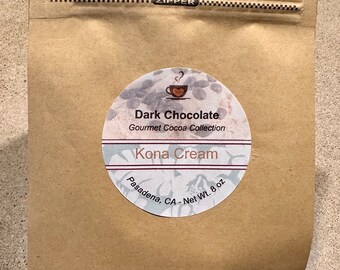 ZIPPER
Dark Chocolate
Gourmet Cocoa Collection
Kona Cream
Pasadena, CA - Net Wt. 8 oz